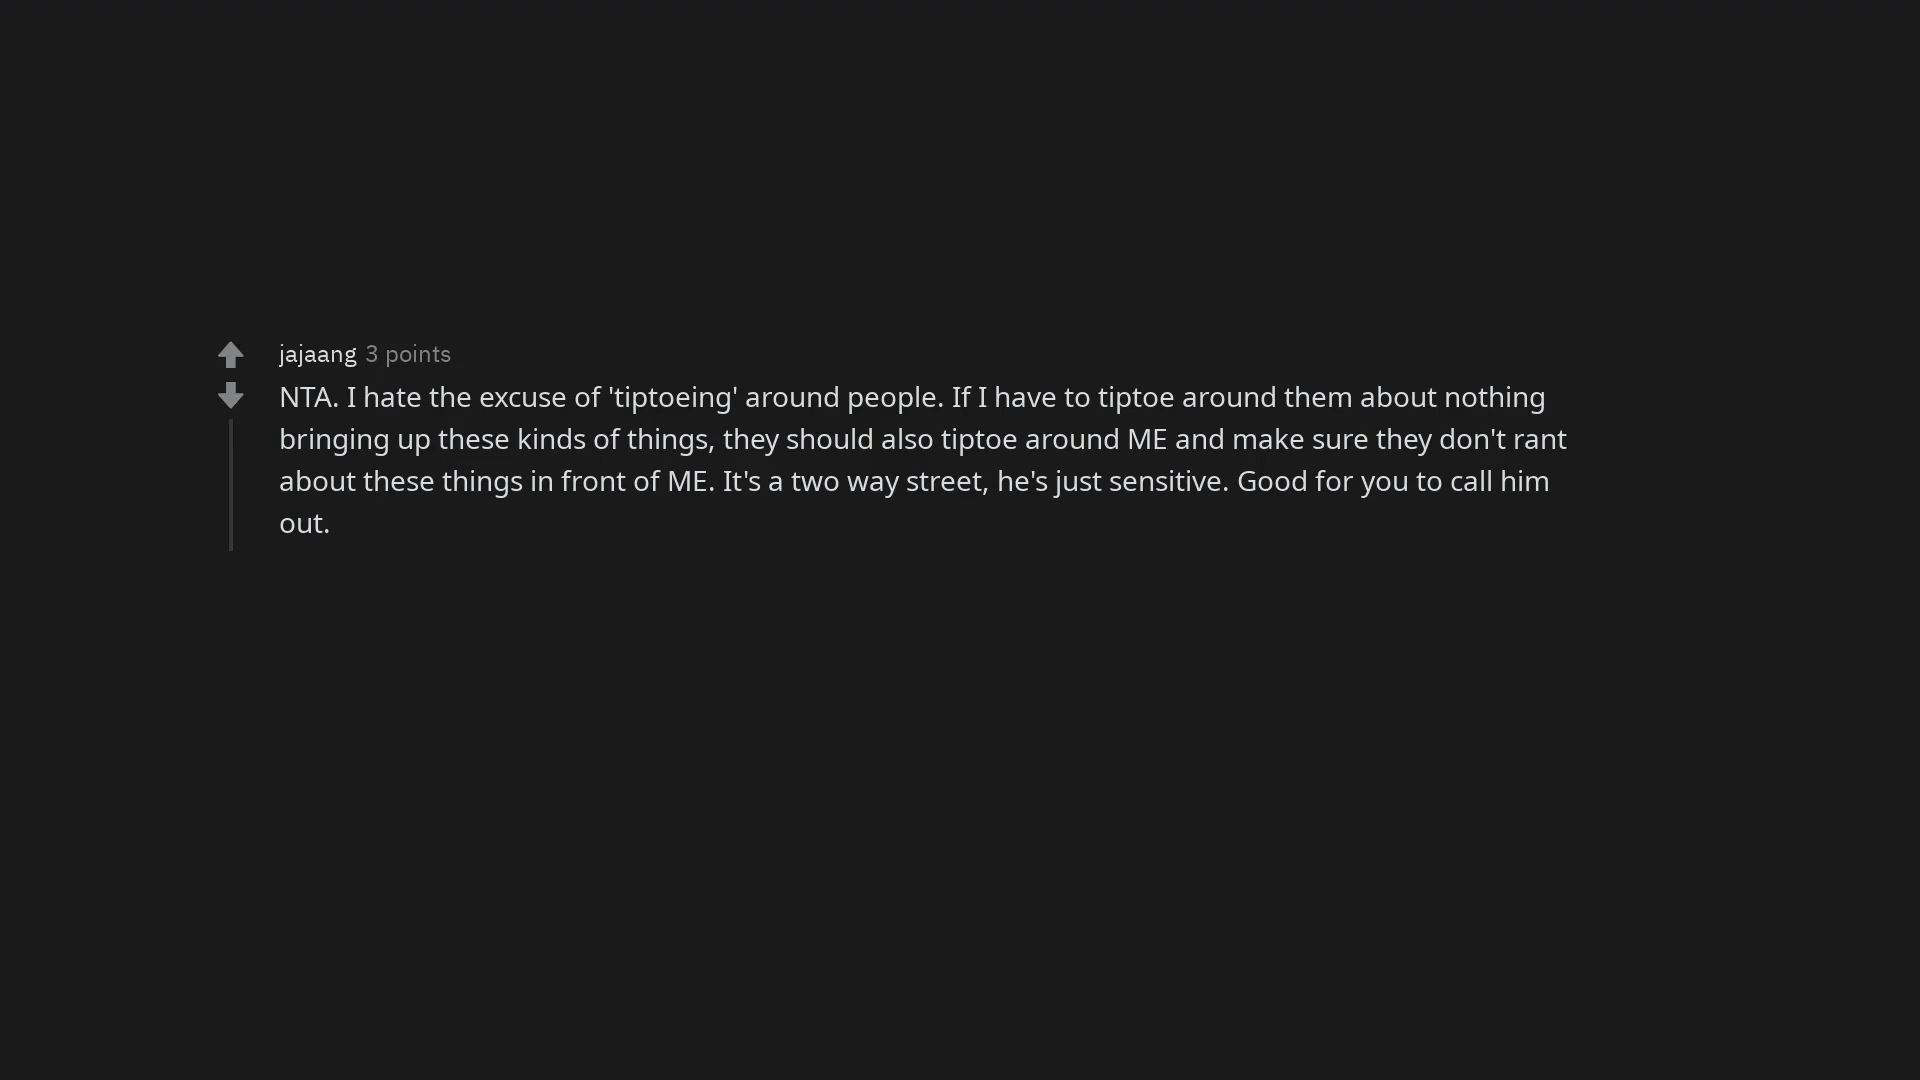 jajaang 3 points
NTA. I hate the excuse of 'tiptoeing' around people. If I have to tiptoe around them about nothing
bringing up these kinds of things, they should also tiptoe around ME and make sure they don't rant
about these things in front of ME. It's a two way street, he's just sensitive. Good for you to call him
out.